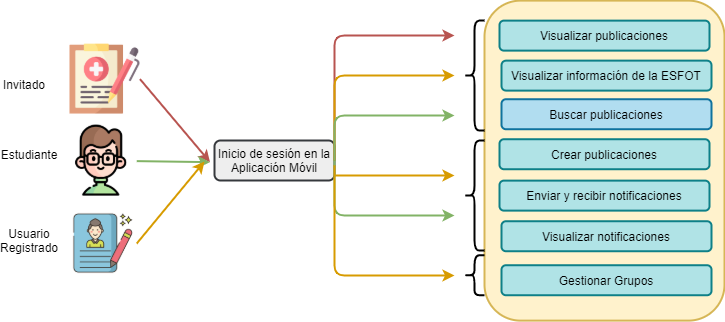 Invitado
Estudiante
Usuario
Registrado
Inicio de sesión en la
Aplicación Móvil
Visualizar publicaciones
Visualizar información de la ESFOT
Buscar publicaciones
Crear publicaciones
Enviar y recibir notificaciones
Visualizar notificaciones
Gestionar Grupos